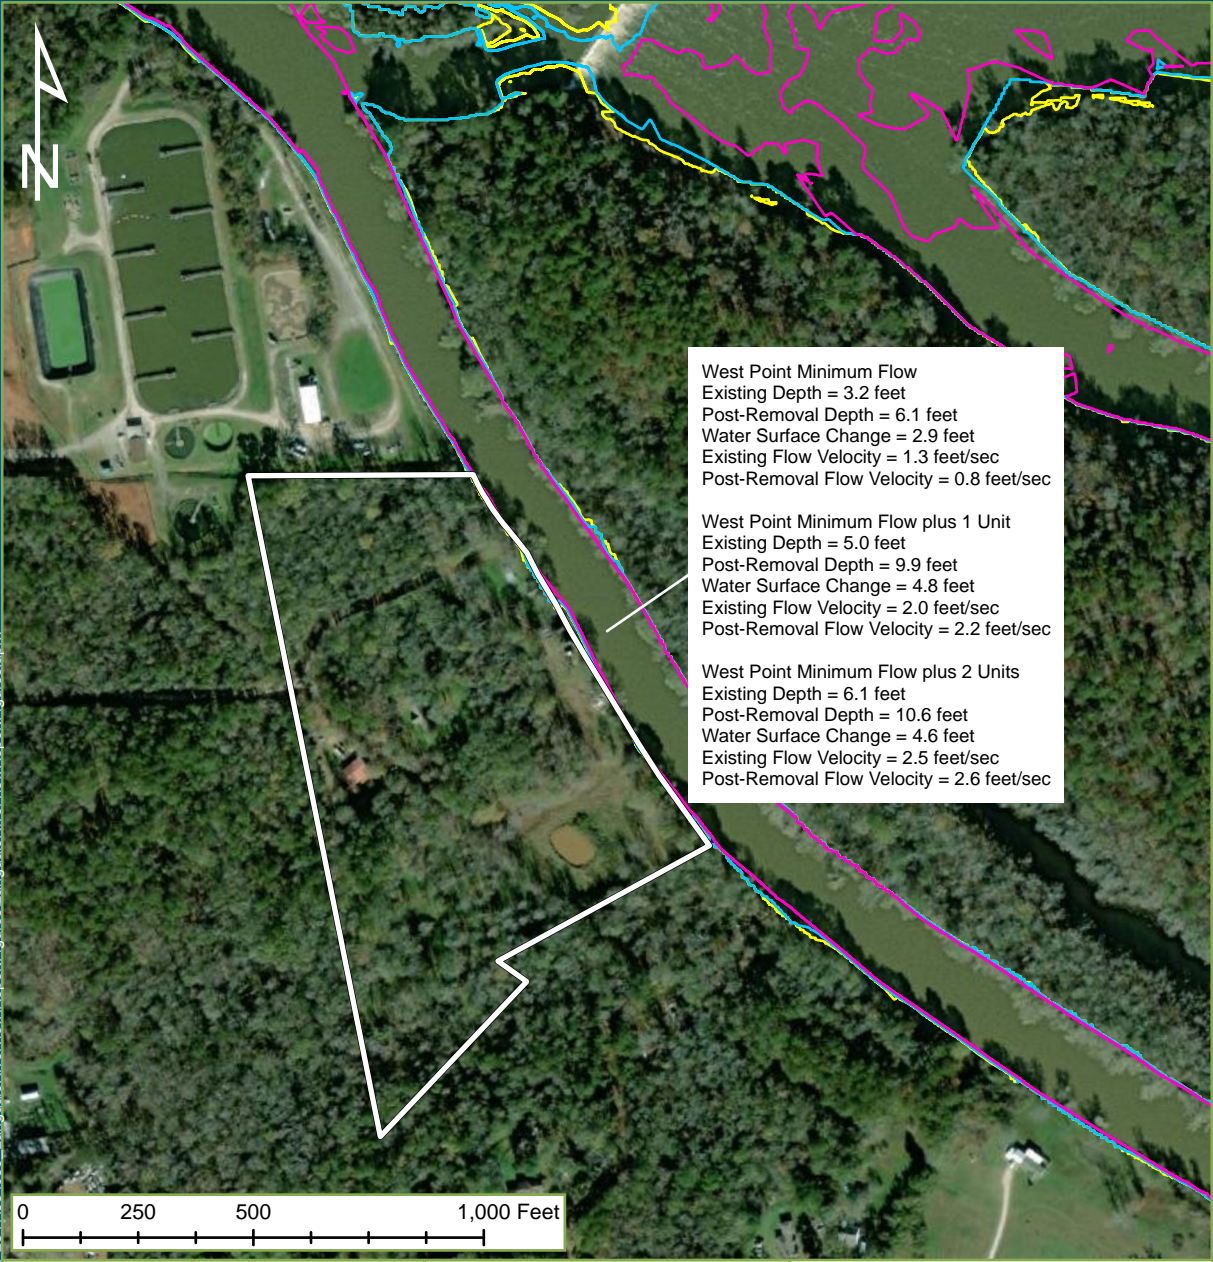 N
West Point Minimum Flow
Existing Depth = 3.2 feet
Post-Removal Depth = 6.1 feet
Water Surface Change = 2.9 feet
Existing Flow Velocity = 1.3 feet/sec
Post-Removal Flow Velocity = 0.8 feet/sec
West Point Minimum Flow plus 1 Unit
Existing Depth = 5.0 feet
Post-Removal Depth = 9.9 feet
Water Surface Change = 4.8 feet
Existing Flow Velocity = 2.0 feet/sec
Post-Removal Flow Velocity = 2.2 feet/sec
West Point Minimum Flow plus 2 Units
Existing Depth = 6.1 feet
Post-Removal Depth = 10.6 feet
Water Surface Change = 4.6 feet
Existing Flow Velocity = 2.5 feet/sec
Post-Removal Flow Velocity = 2.6 feet/sec
0 250 500 1,000 Feet